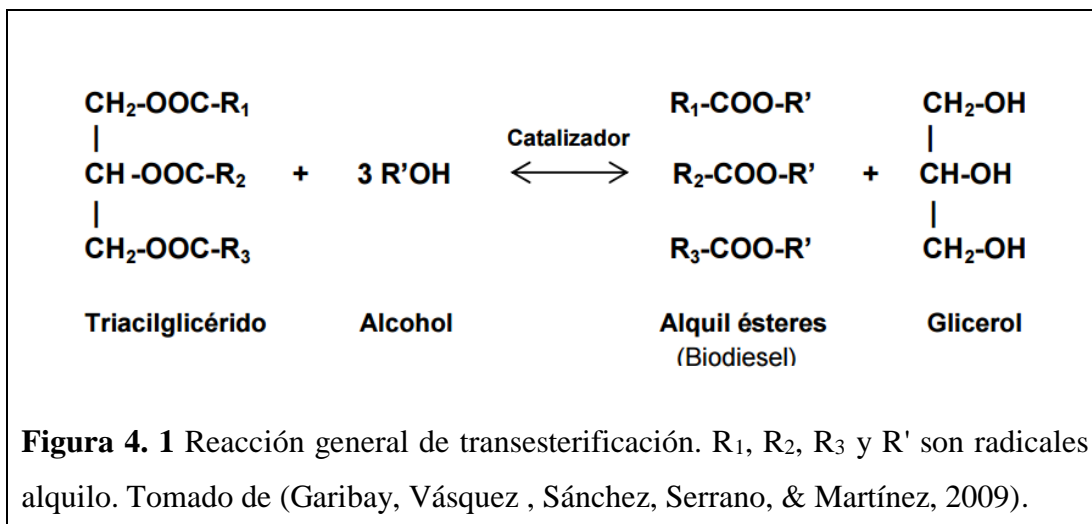 CH₂-OOC-R₁ R₁-COO-R’ CH₂-OH
| Catalizador |
CH -OOC-R₂ + 3 R’OH ⟷ R₂-COO-R’ + CH-OH
| |
CH₂-OOC-R₃ R₃-COO-R’ CH₂-OH
Triacilglicérido Alcohol Alquil ésteres Glicerol
(Biodiesel)
Figura 4. 1 Reacción general de transesterificación. R₁, R₂, R₃ y R' son radicales
alquilo. Tomado de (Garibay, Vásquez , Sánchez, Serrano, & Martínez, 2009).